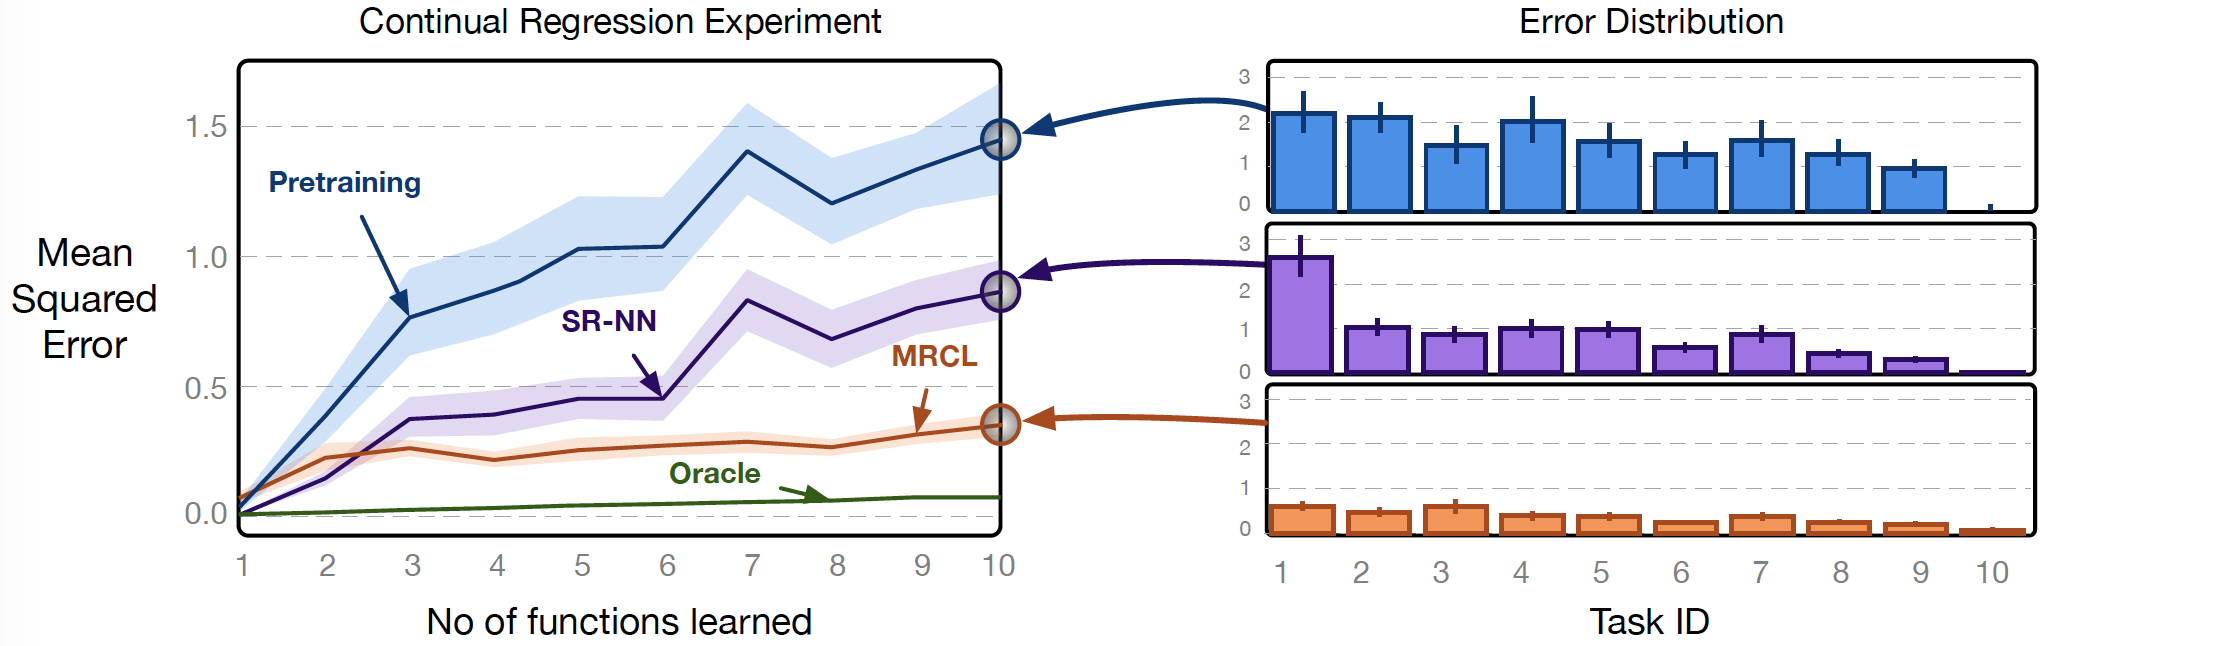 Continual Regression Experiment
Mean
Squared
Error
1.5
1.0
0.5
0.0
Pretraining
SR-NN
MRCL
Oracle
1 2 3 4 5 6 7 8 9 10
No of functions learned
Error Distribution
3
2
1
0
3
2
1
0
3
2
1
0
1 2 3 4 5 6 7 8 9 10
Task ID